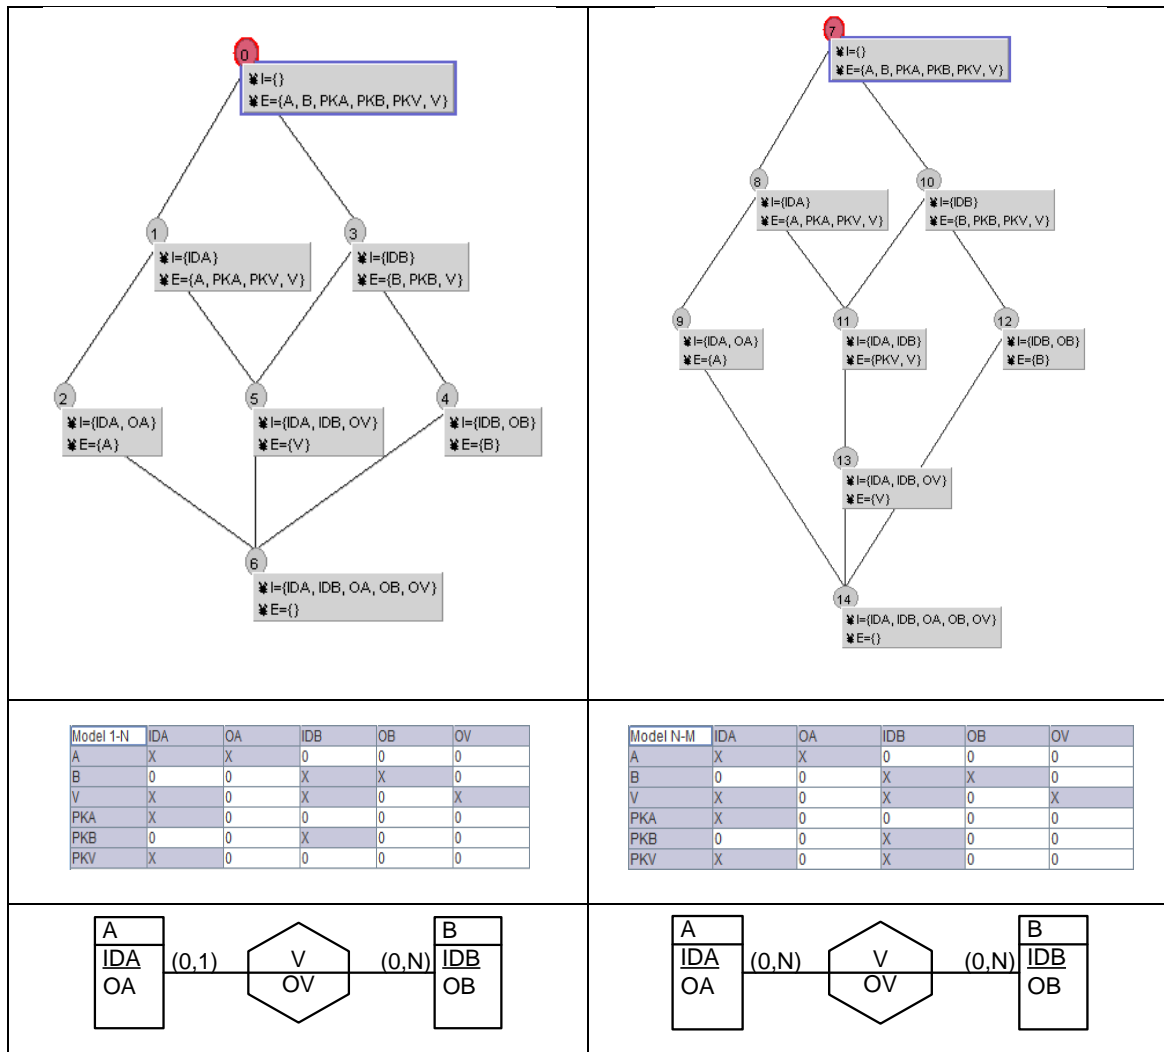 0
¥ I={}
¥ E={A, B, PKA, PKB, PKV, V}
1
¥ I={IDA}
¥ E={A, PKA, PKV, V}
3
¥ I={IDB}
¥ E={B, PKB, V}
2
¥ I={IDA, OA}
¥ E={A}
5
¥ I={IDA, IDB, OV}
¥ E={V}
4
¥ I={IDB, OB}
¥ E={B}
6
¥ I={IDA, IDB, OA, OB, OV}
¥ E={}
7
¥ I={}
¥ E={A, B, PKA, PKB, PKV, V}
8
¥ I={IDA}
¥ E={A, PKA, PKV, V}
10
¥ I={IDB}
¥ E={B, PKB, PKV, V}
9
¥ I={IDA, OA}
¥ E={A}
11
¥ I={IDA, IDB}
¥ E={PKV, V}
12
¥ I={IDB, OB}
¥ E={B}
13
¥ I={IDA, IDB, OV}
¥ E={V}
14
¥ I={IDA, IDB, OA, OB, OV}
¥ E={}
Model 1-N IDA OA IDB OB OV
A X X 0 0 0
B 0 0 X X 0
V X 0 X 0 X
PKA X 0 0 0 0
PKB 0 0 X 0 0
PKV X 0 0 0 0
Model N-M IDA OA IDB OB OV
A X X 0 0 0
B 0 0 X X 0
V X 0 X 0 X
PKA X 0 0 0 0
PKB 0 0 X 0 0
PKV X 0 X 0 0
A
IDA
OA
(0,1)
V
OV
(0,N)
B
IDB
OB
A
IDA
OA
(0,N)
V
OV
(0,N)
B
IDB
OB